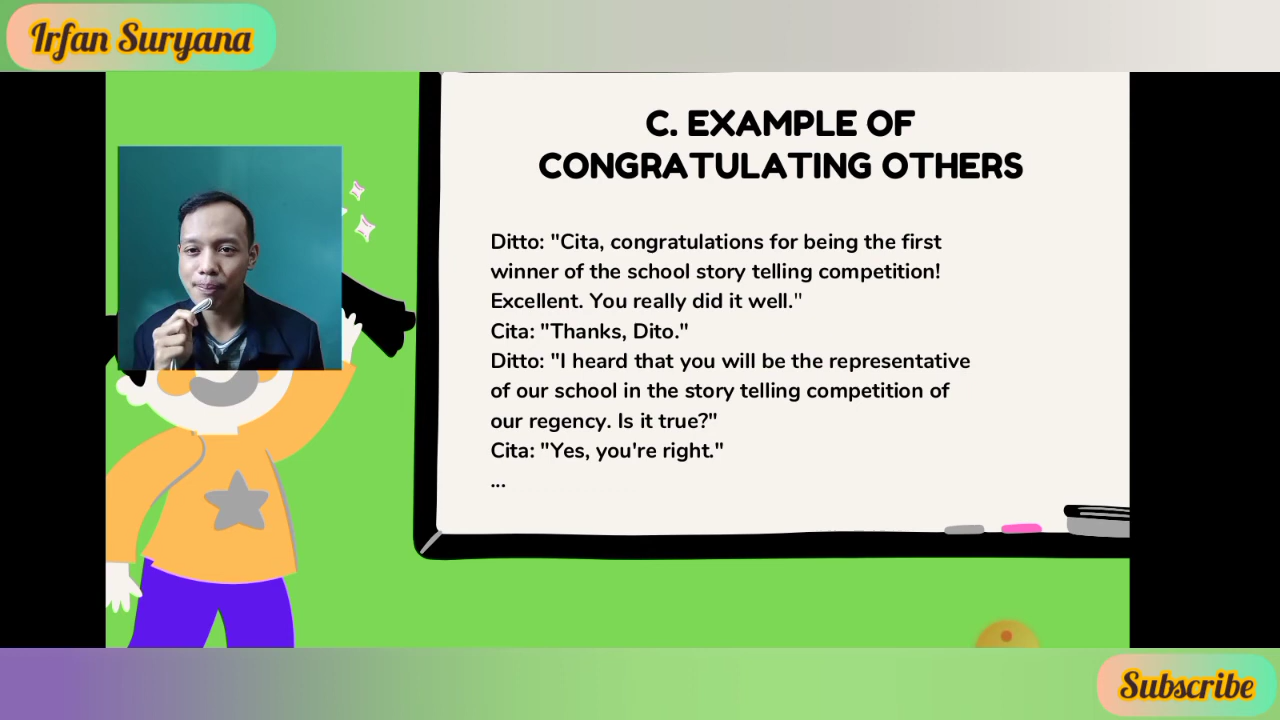 Irfan Suryana
C. EXAMPLE OF
CONGRATULATING OTHERS
Ditto: "Cita, congratulations for being the first
winner of the school story telling competition!
Excellent. You really did it well."
Cita: "Thanks, Dito."
Ditto: "I heard that you will be the representative
of our school in the story telling competition of
our regency. Is it true?"
Cita: "Yes, you're right."
...
Subscribe